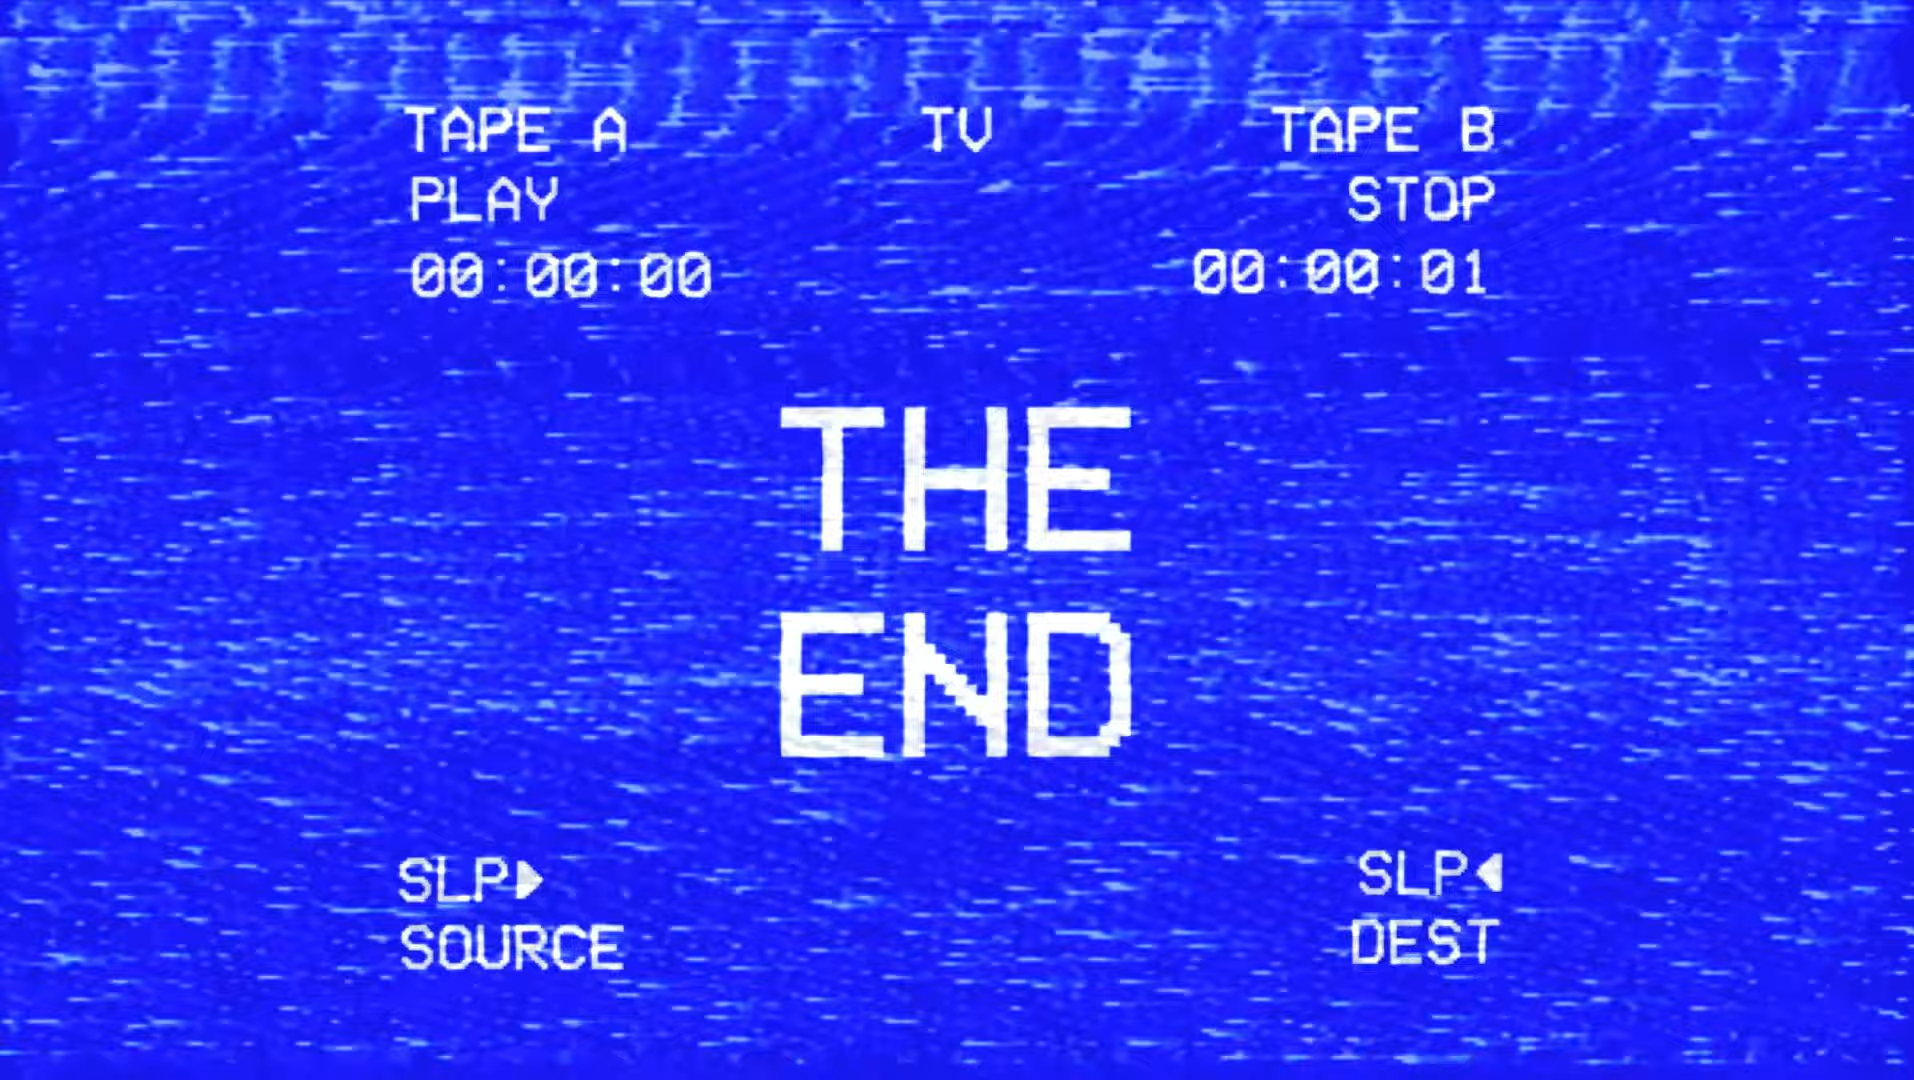 TAPE A TV TAPE B
PLAY STOP
00:00:00 00:00:01
THE
END
SLP▶ SLP◀
SOURCE DEST